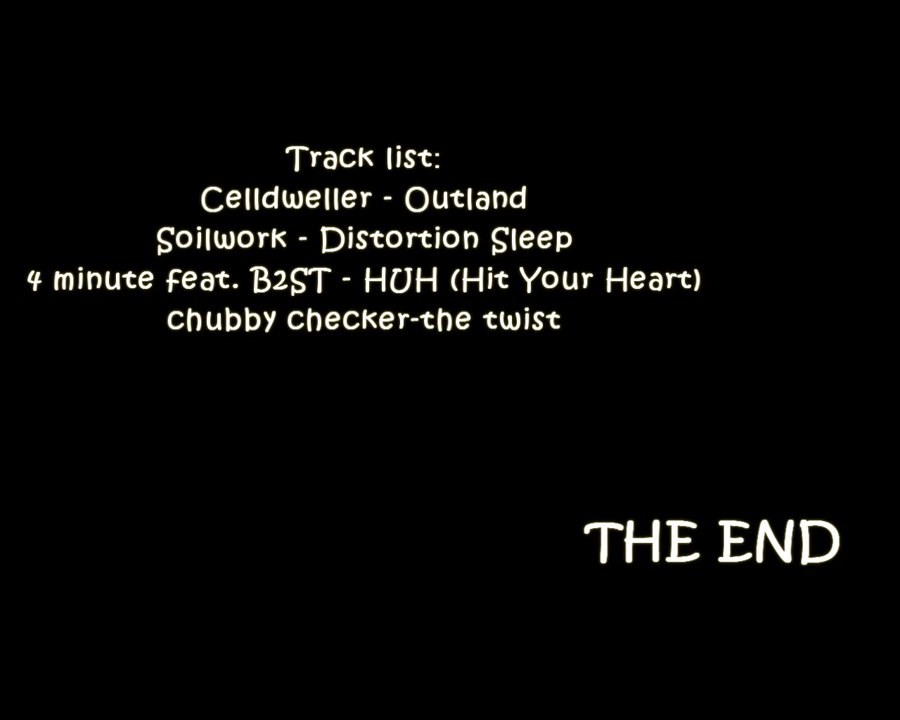 Track list:
Celldweller - Outland
Soilwork - Distortion Sleep
4 minute feat. B2ST - HUH (Hit Your Heart)
chubby checker-the twist
THE END